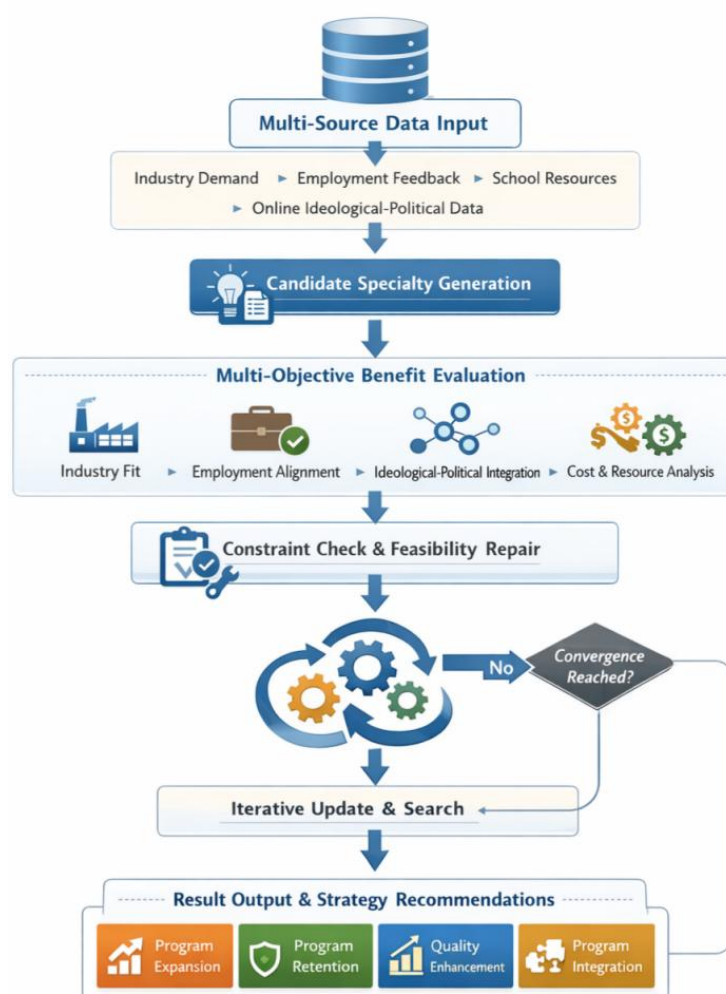 Multi-Source Data Input
Industry Demand ▸ Employment Feedback ▸ School Resources
▸ Online Ideological-Political Data
Candidate Specialty Generation
Multi-Objective Benefit Evaluation
$ $
Industry Fit ▸ Employment Alignment ▸ Ideological-Political Integration ▸ Cost & Resource Analysis
Constraint Check & Feasibility Repair
No
Convergence
Reached?
Iterative Update & Search
Result Output & Strategy Recommendations
Program
Expansion
Program
Retention
Quality
Enhancement
Program
Integration